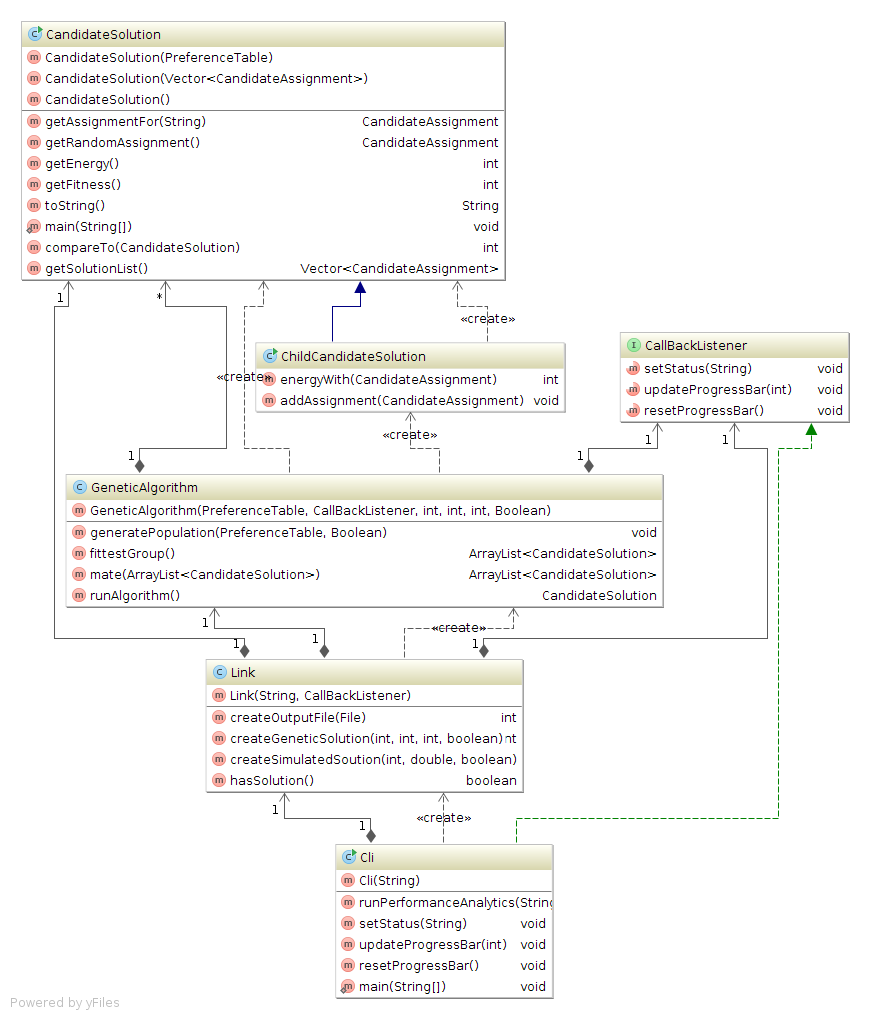 CandidateSolution
CandidateSolution(PreferenceTable)
CandidateSolution(Vector<CandidateAssignment>)
CandidateSolution()
getAssignmentFor(String) CandidateAssignment
getRandomAssignment() CandidateAssignment
getEnergy() int
getFitness() int
toString() String
main(String[]) void
compareTo(CandidateSolution) int
getSolutionList() Vector<CandidateAssignment>
1
*
«create»
ChildCandidateSolution
energyWith(CandidateAssignment) int
addAssignment(CandidateAssignment) void
«create»
CallBackListener
setStatus(String) void
updateProgressBar(int) void
resetProgressBar() void
«create»
1
1
1
1
GeneticAlgorithm
GeneticAlgorithm(PreferenceTable, CallBackListener, int, int, int, Boolean)
generatePopulation(PreferenceTable, Boolean) void
fittestGroup() ArrayList<CandidateSolution>
mate(ArrayList<CandidateSolution>) ArrayList<CandidateSolution>
runAlgorithm() CandidateSolution
1
«create»
1
1
1
Link
Link(String, CallBackListener)
createOutputFile(File) int
createGeneticSolution(int, int, int, boolean) nt
createSimulatedSoution(int, double, boolean)
hasSolution() boolean
1
«create»
1
Cli
Cli(String)
runPerformanceAnalytics(String
setStatus(String) void
updateProgressBar(int) void
resetProgressBar() void
main(String[]) void
Powered by yFiles